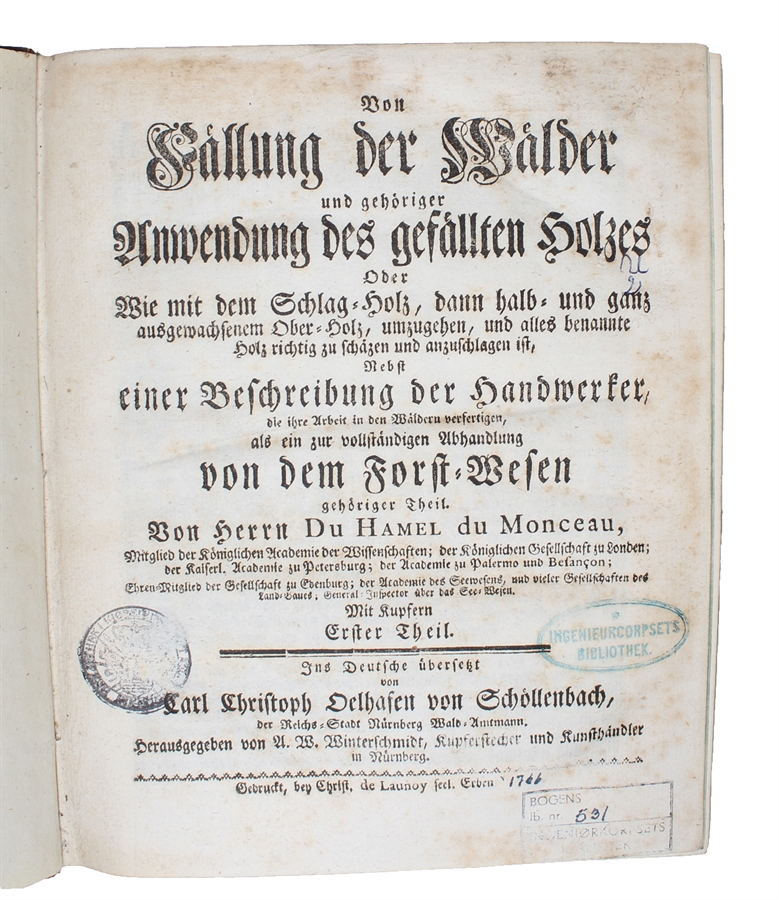 Von
Fällung der Wälder
und gehöriger
Anwendung des gefällten Holzes
Oder
Wie mit dem Schlag-Holz, dann halb- und ganz
ausgewachsenem Ober-Holz, umzugehen, und alles benannte
Holz richtig zu schäzen und anzuschlagen ist,
Nebst
einer Beschreibung der Handwerker,
die ihre Arbeit in den Wäldern verfertigen,
als ein zur vollständigen Abhandlung
von dem Forst-Wesen
gehöriger Theil.
Von Herrn DU HAMEL du Monceau,
Mitglied der Königlichen Academie der Wissenschaften; der Königlichen Gesellschaft zu Londen;
der Kaiserl. Academie zu Petersburg; der Academie zu Palermo und Besançon;
Ehren-Mitglied der Gesellschaft zu Edenburg; der Academie des Seewesens, und vieler Gesellschaften des
Land-Baues; General-Inspector über das See-Wesen.
Mit Kupfern
Erster Theil.
INGENIEURCORPSETS
BIBLIOTHEK.
Ins Deutsche übersetzt
von
Carl Christoph Oelhafen von Schöllenbach,
der Reichs-Stadt Nürnberg Wald-Amtmann.
Herausgegeben von A. W. Winterschmidt, Kupferstecher und Kunsthändler
in Nürnberg.
Gedruckt, bey Christ. de Launoy seel. Erben 1766
BOGENS
lb. nr. 531